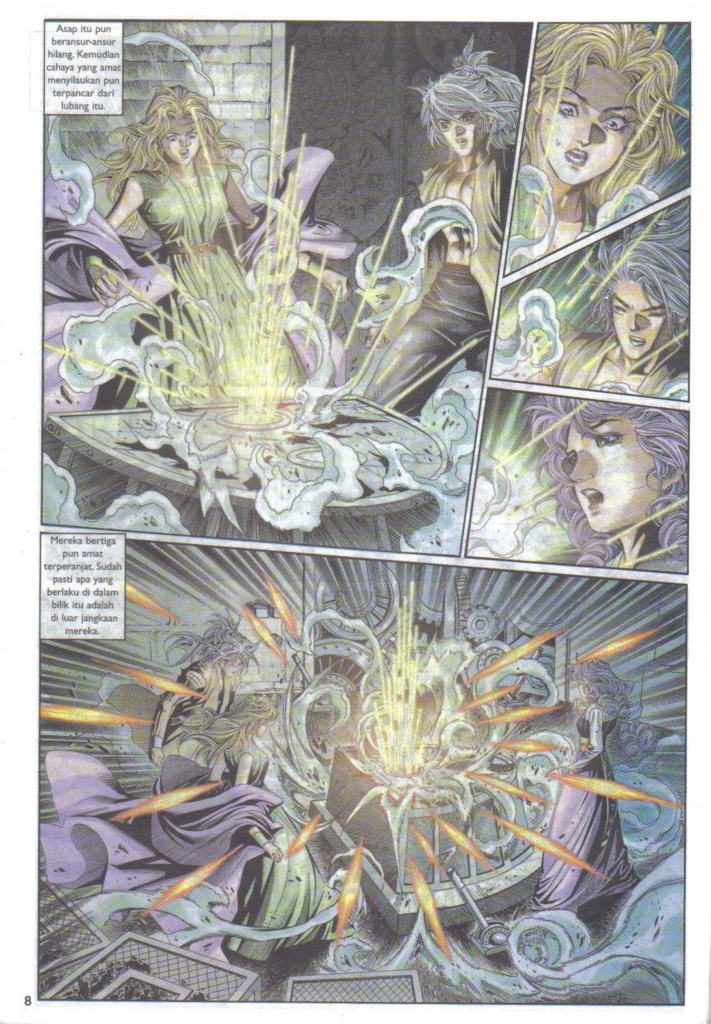 Asap itu pun
beransur-ansur
hilang. Kemudian
cahaya yang amat
menyilaukan pun
terpancar dari
lubang itu.
Mereka bertiga
pun amat
terperanjat. Sudah
pasti apa yang
berlaku di dalam
bilik itu adalah
di luar jangkaan
mereka.
8